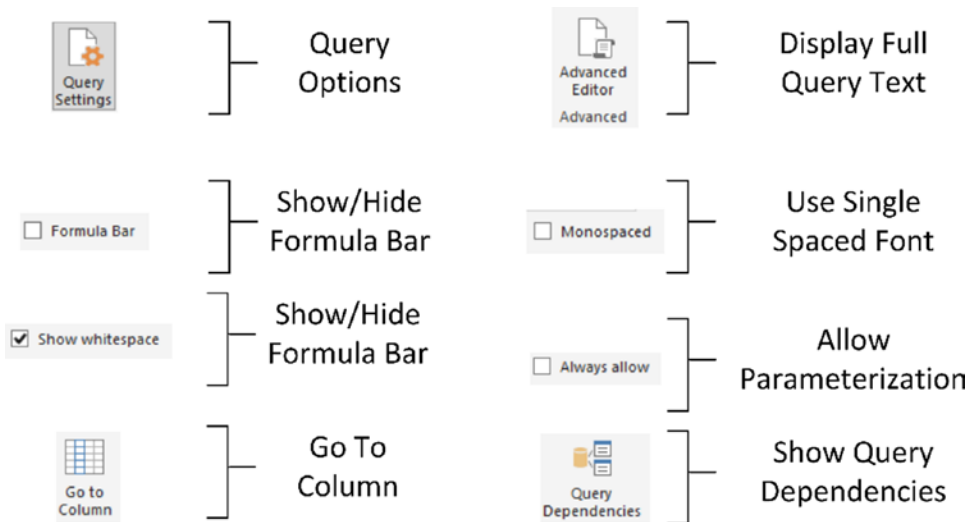 Query
Settings
Query
Options
Advanced
Editor
Advanced
Display Full
Query Text
Formula Bar
Show/Hide
Formula Bar
Monospaced
Use Single
Spaced Font
Show whitespace
Show/Hide
Formula Bar
Always allow
Allow
Parameterization
Go to
Column
Go To
Column
Query
Dependencies
Show Query
Dependencies